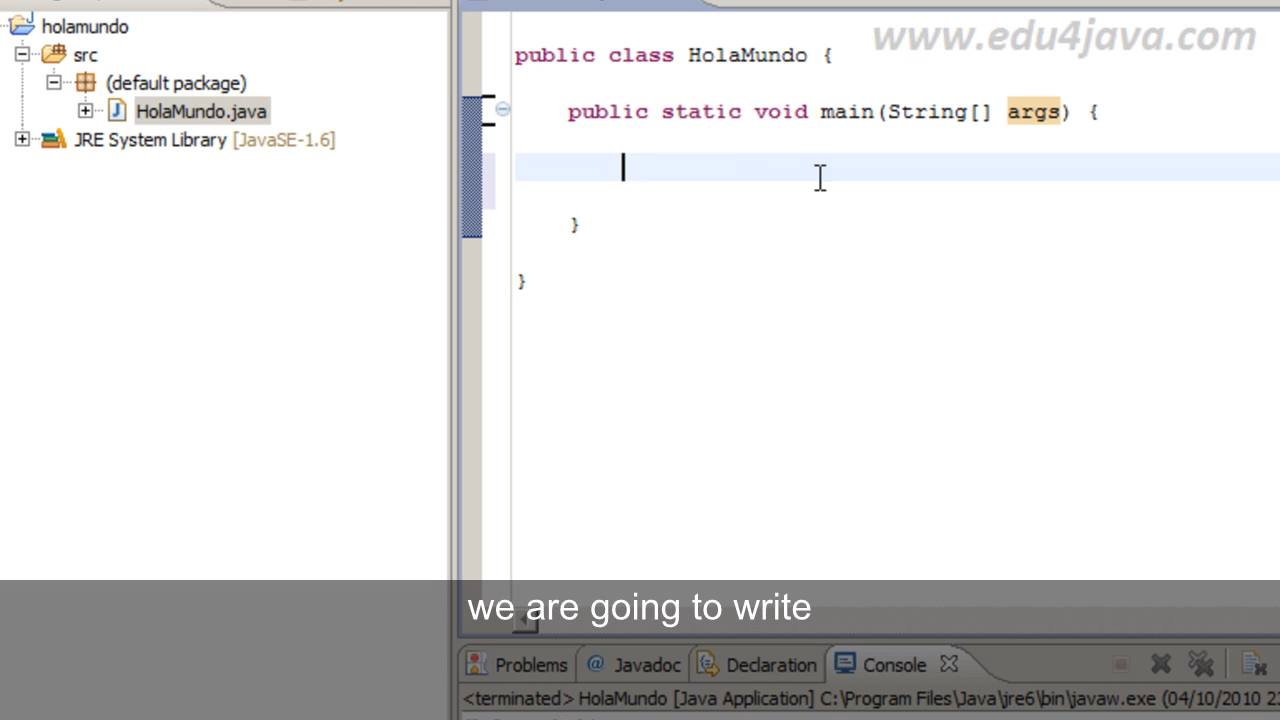 www.edu4java.com
holamundo
src
(default package)
HolaMundo.java
JRE System Library [JavaSE-1.6]
public class HolaMundo {
public static void main(String[] args) {
}
}
we are going to write
Problems @ Javadoc Declaration Console
<terminated> HolaMundo [Java Application] C:\Program Files\Java\jre6\bin\javaw.exe (04/10/2010